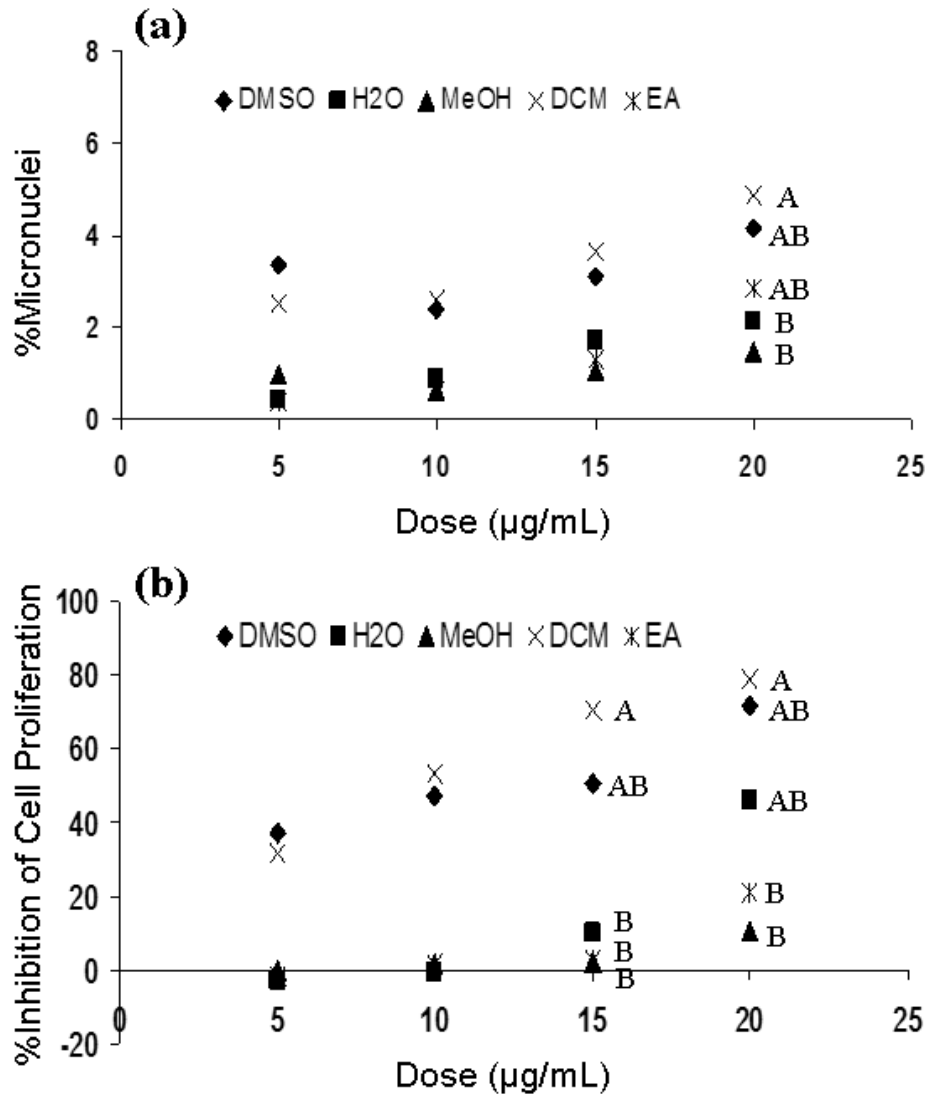 (a)
%Micronuclei
8
6
4
2
0
DMSO H2O MeOH DCM EA
A
AB
AB
B
B
0 5 10 15 20 25
Dose (µg/mL)
(b)
%Inhibition of Cell Proliferation
100
80
60
40
20
0
-20
DMSO H2O MeOH DCM EA
A
A
AB
AB
AB
B
B
B
B
B
0 5 10 15 20 25
Dose (µg/mL)